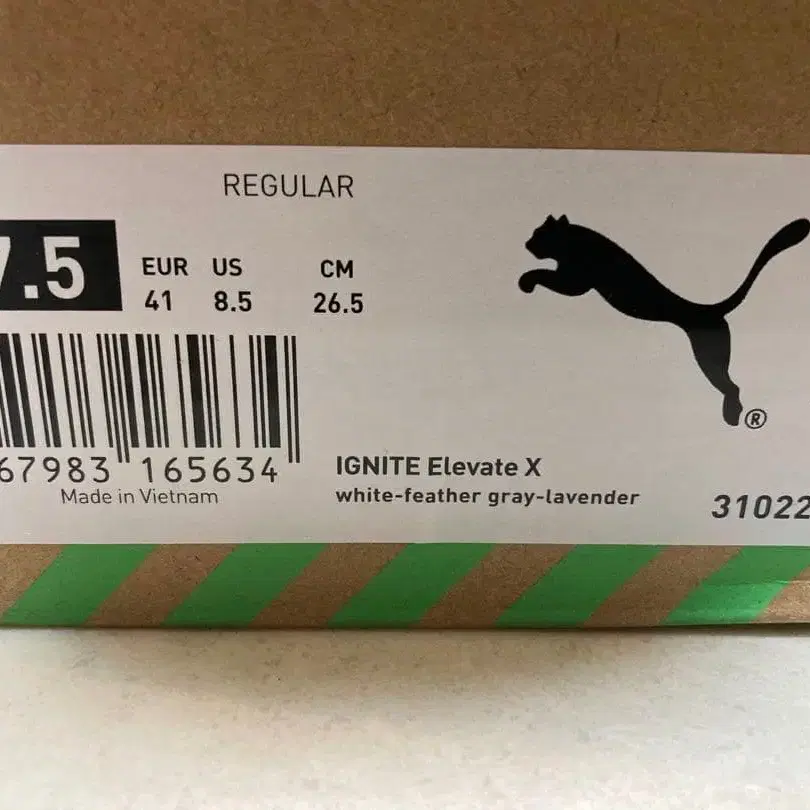 REGULAR
7.5
EUR US CM
41 8.5 26.5
67983 165634
Made in Vietnam
IGNITE Elevate X
white-feather gray-lavender
31022
®